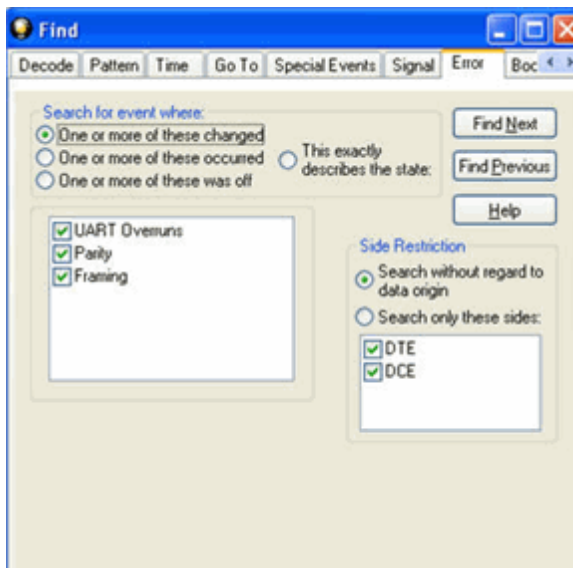 Find
Decode Pattern Time Go To Special Events Signal Error Boo
Search for event where:
One or more of these changed
One or more of these occurred
One or more of these was off
This exactly
describes the state:
Find Next
Find Previous
Help
UART Overruns
Parity
Framing
Side Restriction
Search without regard to
data origin
Search only these sides:
DTE
DCE